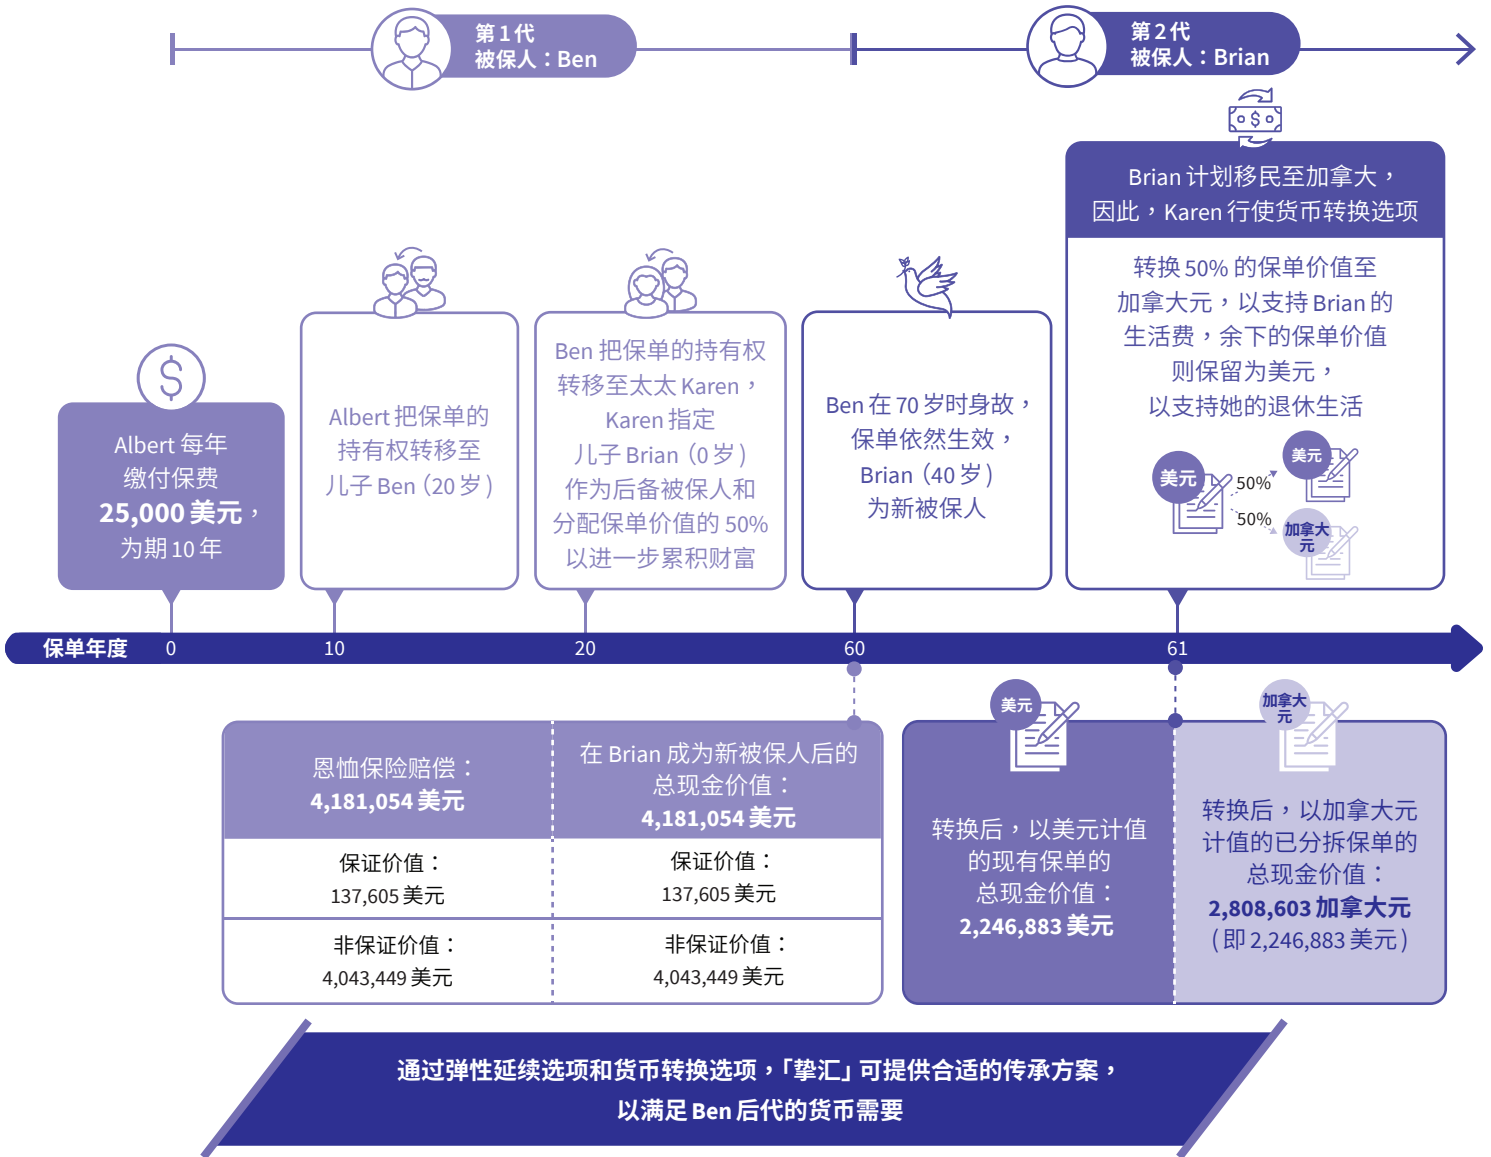 第1代
被保人：Ben
第2代
被保人：Brian
Brian 计划移民至加拿大，
因此，Karen 行使货币转换选项
转换 50% 的保单价值至
加拿大元，以支持 Brian 的
生活费，余下的保单价值
则保留为美元，
以支持她的退休生活
美元
50%
美元
50%
加拿大
元
Albert 每年
缴付保费
25,000 美元，
为期 10 年
Albert 把保单的
持有权转移至
儿子 Ben（20 岁）
Ben 把保单的持有权
转移至太太 Karen，
Karen 指定
儿子 Brian（0 岁）
作为后备被保人和
分配保单价值的 50%
以进一步累积财富
Ben 在 70 岁时身故，
保单依然生效，
Brian（40 岁）
为新被保人
保单年度 0 10 20 60 61
恩恤保险赔偿：
4,181,054 美元
在 Brian 成为新被保人后的
总现金价值：
4,181,054 美元
保证价值：
137,605 美元
保证价值：
137,605 美元
非保证价值：
4,043,449 美元
非保证价值：
4,043,449 美元
美元
转换后，以美元计值
的现有保单的
总现金价值：
2,246,883 美元
加拿大
元
转换后，以加拿大元
计值的已分拆保单的
总现金价值：
2,808,603 加拿大元
（即 2,246,883 美元）
通过弹性延续选项和货币转换选项，「挚汇」可提供合适的传承方案，
以满足 Ben 后代的货币需要